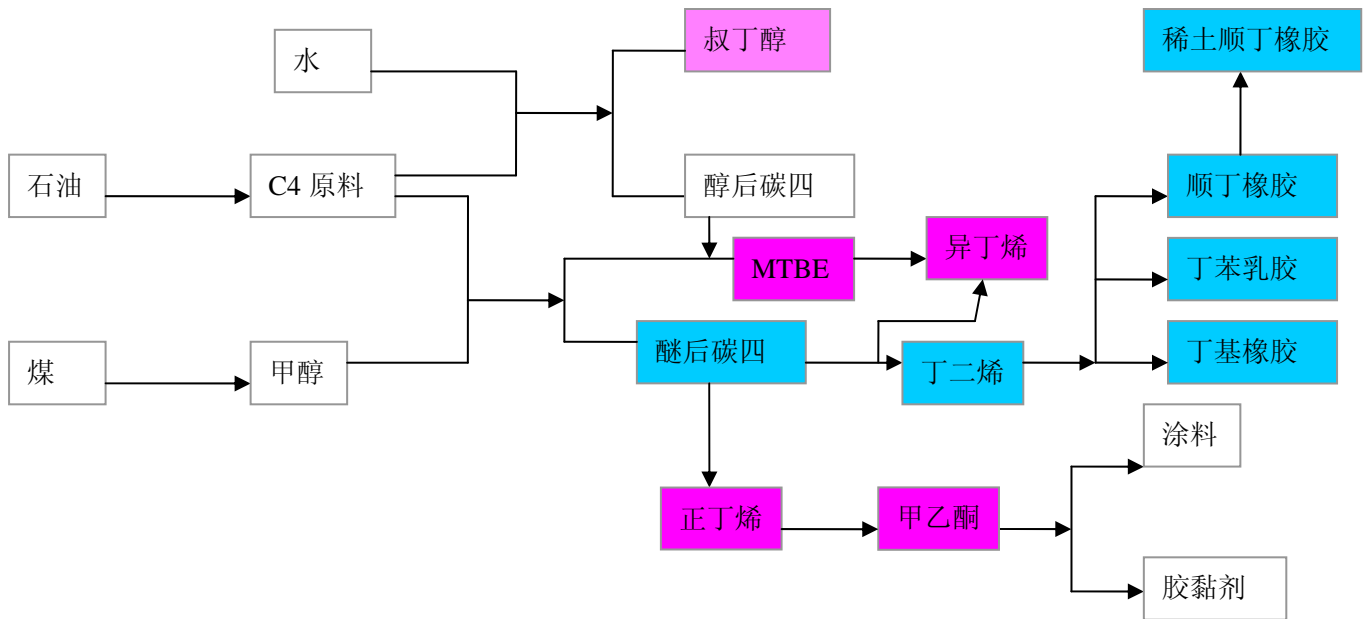 水
叔丁醇
稀土顺丁橡胶
石油
C4 原料
醇后碳四
顺丁橡胶
MTBE
异丁烯
丁苯乳胶
煤
甲醇
醚后碳四
丁二烯
丁基橡胶
涂料
正丁烯
甲乙酮
胶黏剂